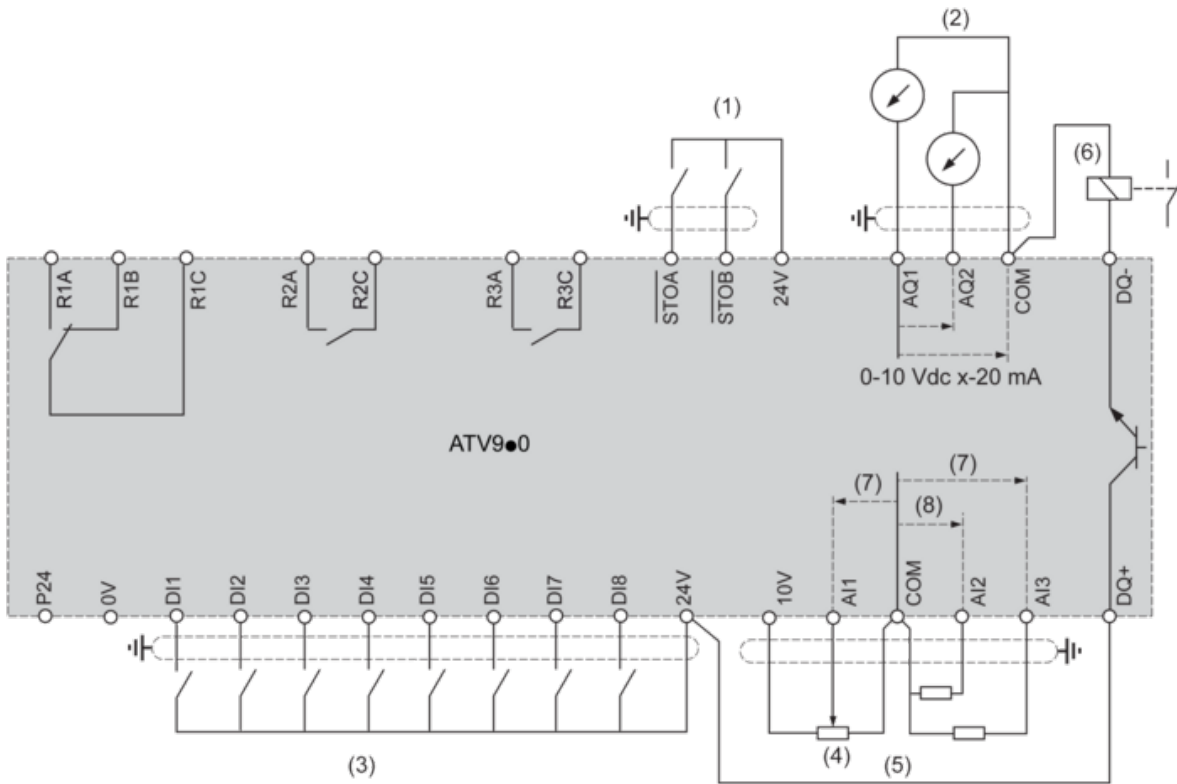 (2)
(1)
(6)
R1A
R1B
R1C
R2A
R2C
R3A
R3C
STOA
STOB
24V
AQ1
AQ2
COM
DQ-
0-10 Vdc x-20 mA
ATV9●0
(7)
(7)
(8)
P24
0V
DI1
DI2
DI3
DI4
DI5
DI6
DI7
DI8
24V
10V
AI1
COM
AI2
AI3
DQ+
(3)
(4)
(5)